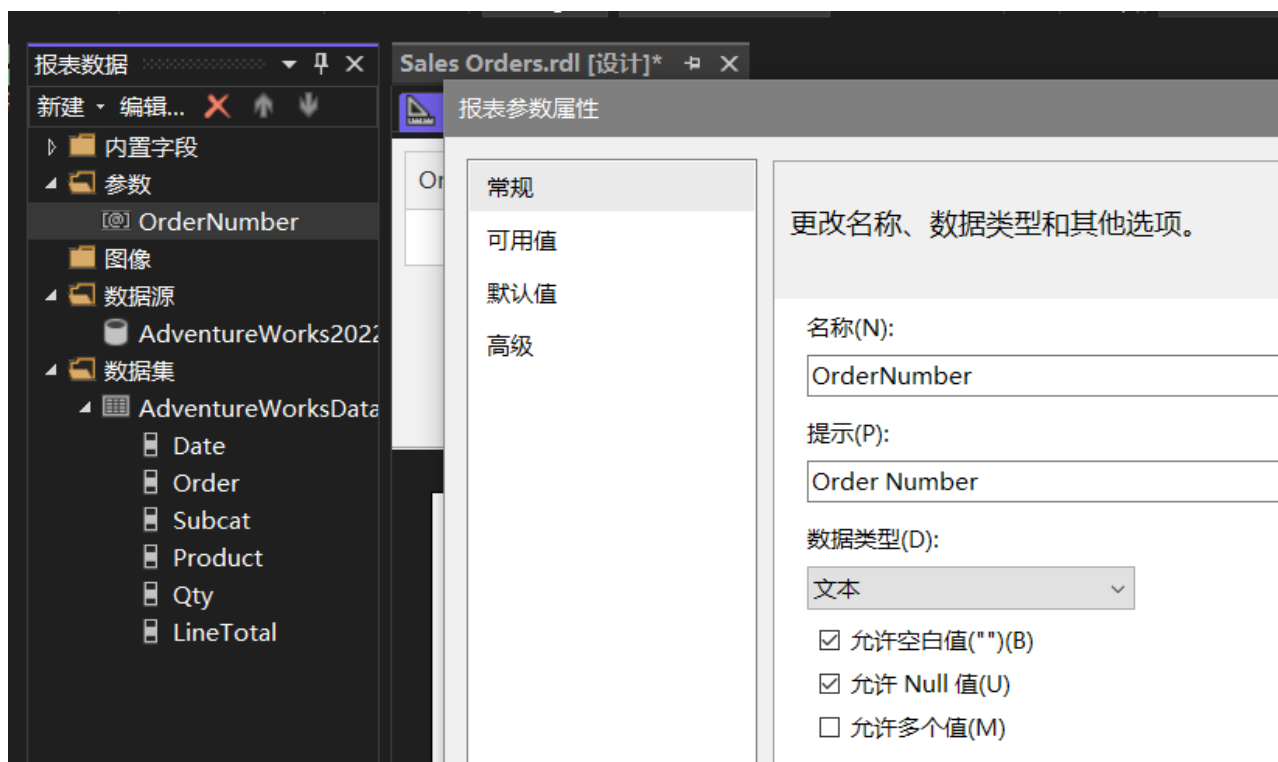 报表数据
新建 编辑...
内置字段
参数
OrderNumber
图像
数据源
AdventureWorks2022
数据集
AdventureWorksData
Date
Order
Subcat
Product
Qty
LineTotal
Sales Orders.rdl [设计]*
Or
报表参数属性
常规
可用值
默认值
高级
更改名称、数据类型和其他选项。
名称(N):
OrderNumber
提示(P):
Order Number
数据类型(D):
文本
允许空白值("")(B)
允许 Null 值(U)
允许多个值(M)